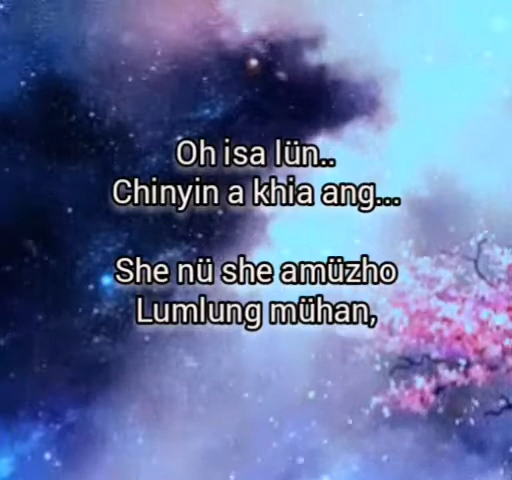 Oh isa lün..
Chinyin a khia ang...
She nü she amüzho
Lumlung mühan,